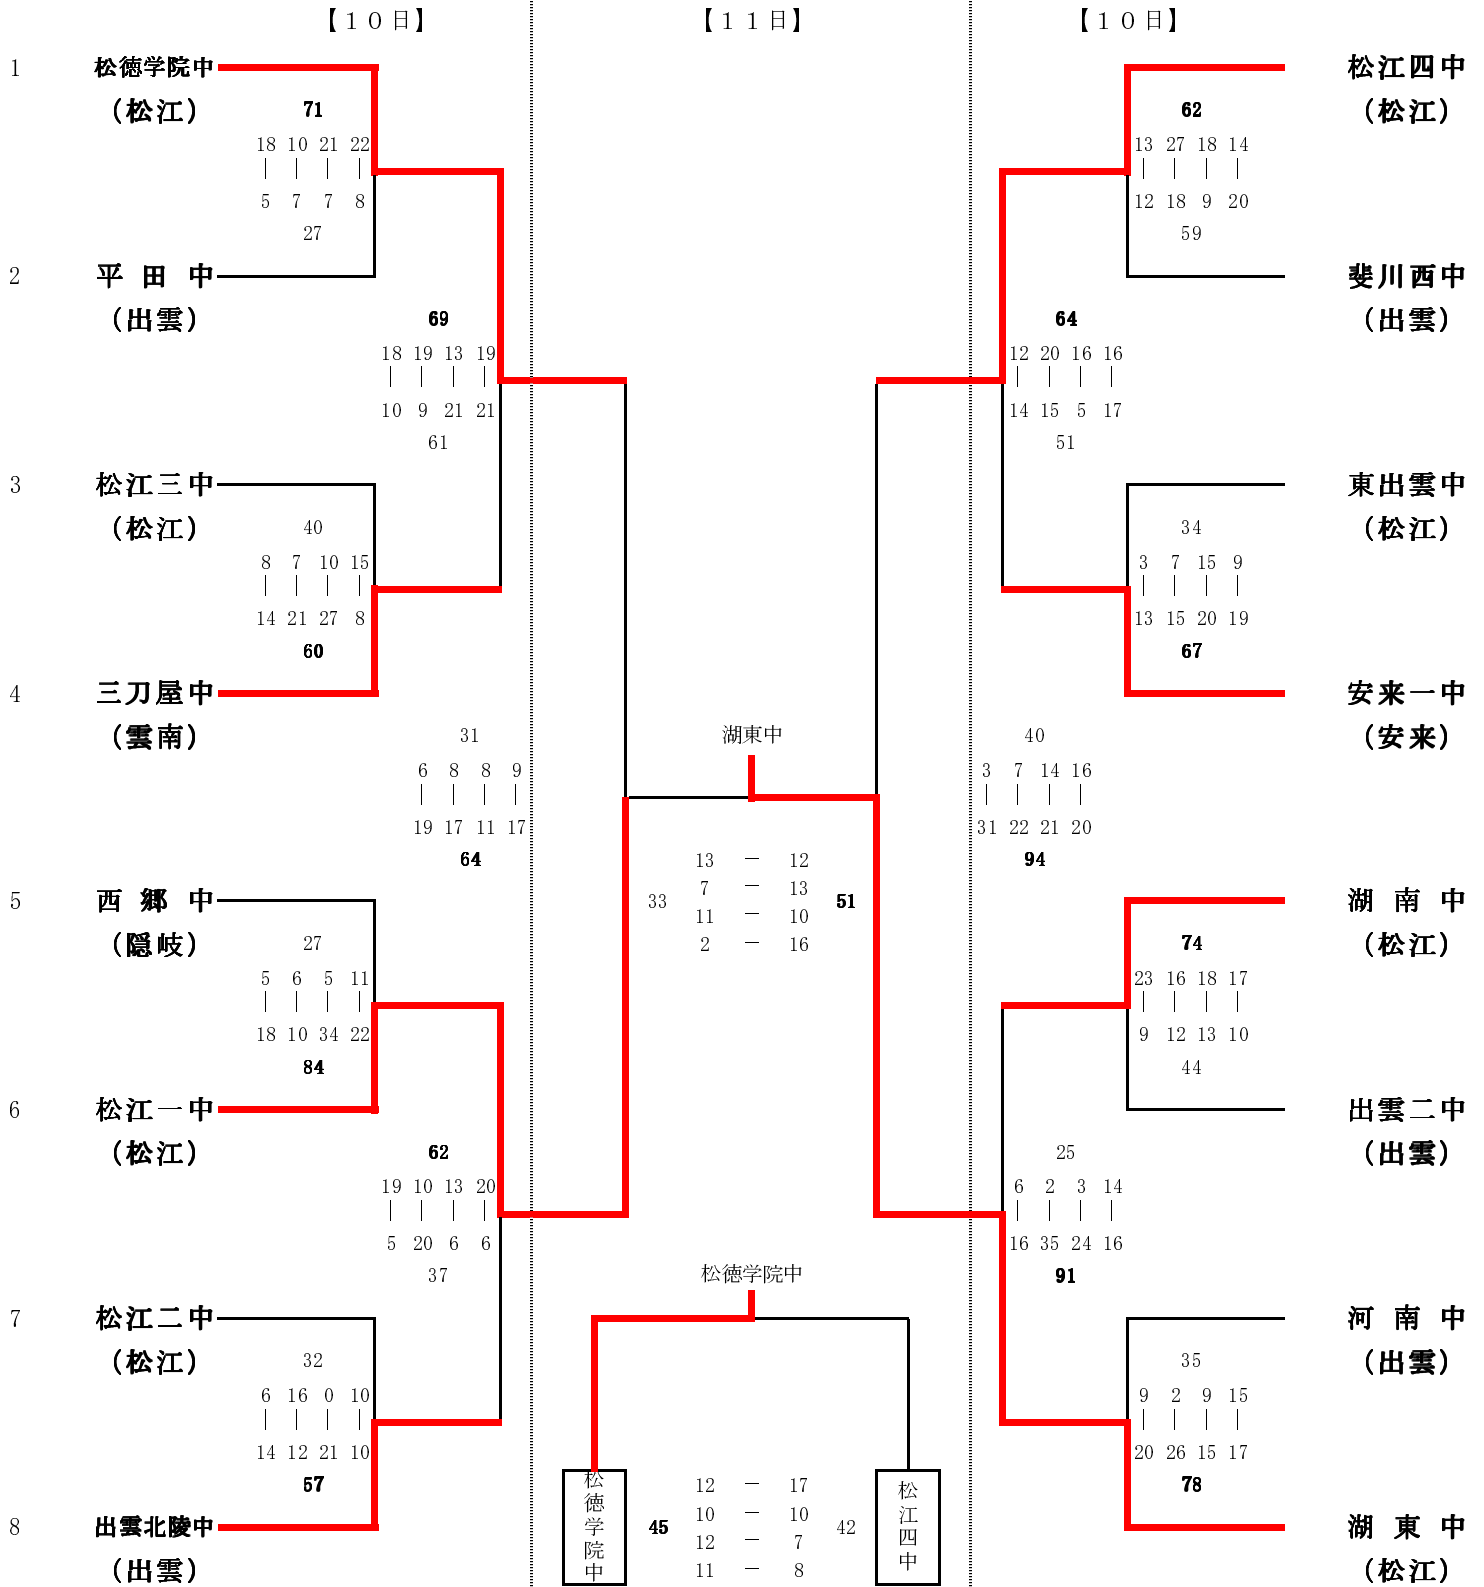 【１０日】 【１１日】 【１０日】
1 松徳学院中 松江四中
（松江） 71 62 （松江）
18 10 21 22 13 27 18 14
5 7 7 8 12 18 9 20
27 59
2 平田中 斐川西中
（出雲） 69 64 （出雲）
18 19 13 19 12 20 16 16
10 9 21 21 14 15 5 17
61 51
3 松江三中 東出雲中
（松江） 40 34 （松江）
8 7 10 15 3 7 15 9
14 21 27 8 13 15 20 19
60 67
4 三刀屋中 安来一中
（雲南） 31 湖東中 40 （安来）
6 8 8 9 3 7 14 16
19 17 11 17 31 22 21 20
64 94
13 － 12
7 － 13
5 西郷中 33 51 湖南中
11 － 10
2 － 16
（隠岐） 27 74 （松江）
5 6 5 11 23 16 18 17
18 10 34 22 9 12 13 10
84 44
6 松江一中 出雲二中
（松江） 62 25 （出雲）
19 10 13 20 6 2 3 14
5 20 6 6 16 35 24 16
37 松徳学院中 91
7 松江二中 河南中
（松江） 32 35 （出雲）
6 16 0 10 9 2 9 15
14 12 21 10 20 26 15 17
57 78
松徳学院中
12 － 17
10 － 10
45 42
12 － 7
11 － 8
松江四中
8 出雲北陵中 湖東中
（出雲） （松江）